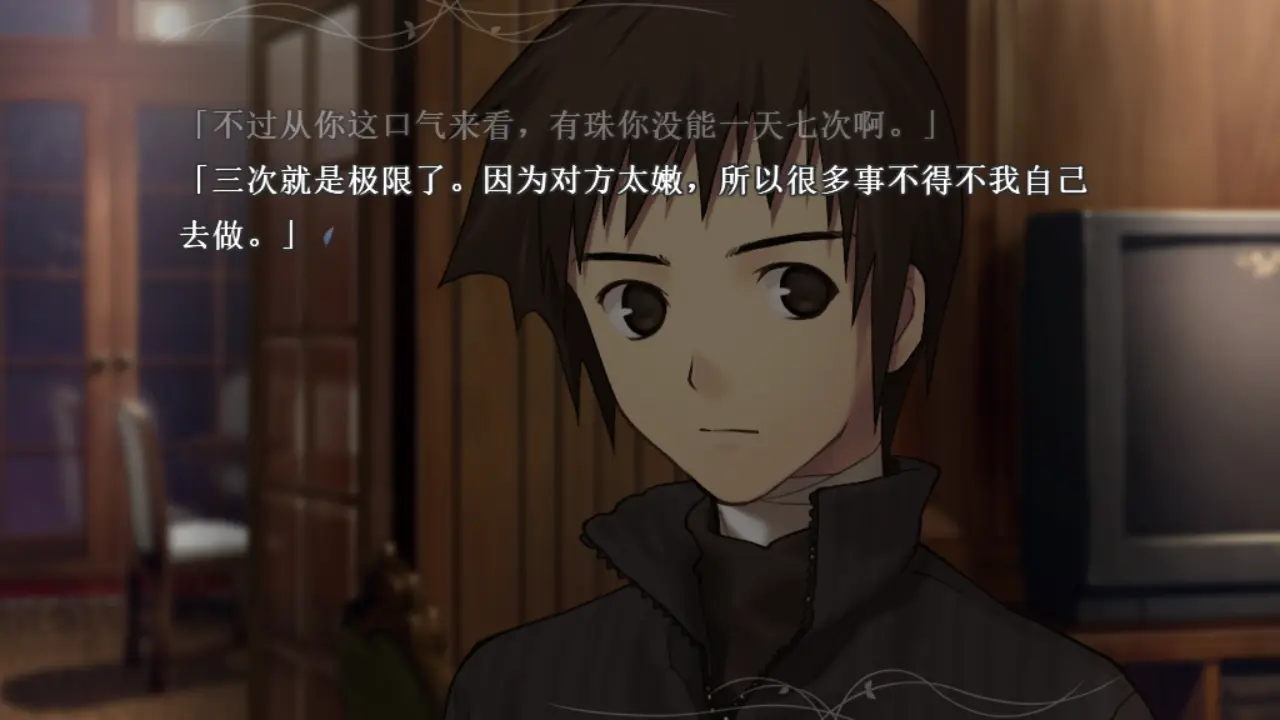 「不过从你这口气来看，有珠你没能一天七次啊。」
「三次就是极限了。因为对方太嫩，所以很多事不得不我自己
去做。」